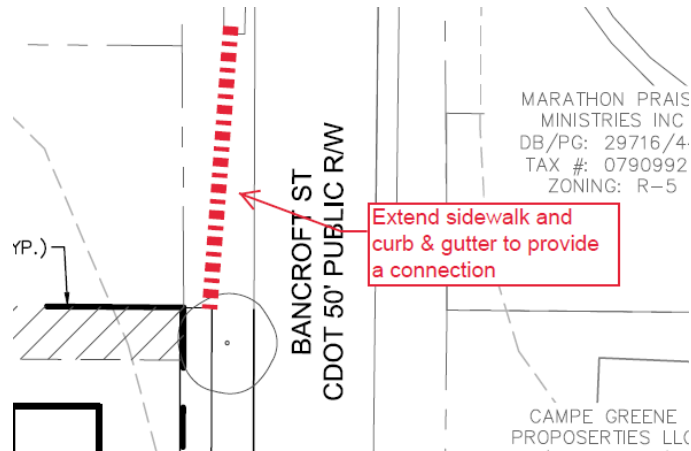 MARATHON PRAIS
MINISTRIES INC
DB/PG: 29716/44
TAX #: 0790992
ZONING: R-5
BANCROFT ST
CDOT 50' PUBLIC R/W
Extend sidewalk and
curb & gutter to provide
a connection
YP.)
CAMPE GREENE
PROPOSERTIES LLC